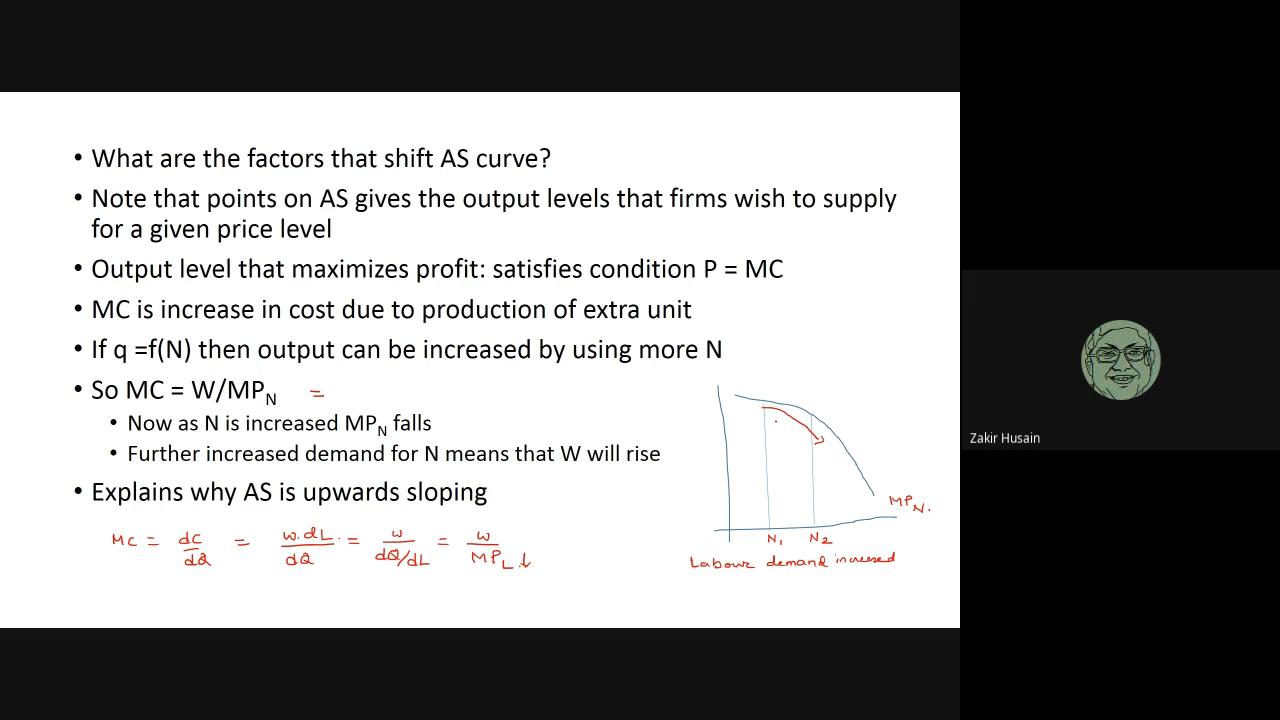 • What are the factors that shift AS curve?
• Note that points on AS gives the output levels that firms wish to supply
for a given price level
• Output level that maximizes profit: satisfies condition P = MC
• MC is increase in cost due to production of extra unit
• If q =f(N) then output can be increased by using more N
• So MC = W/MPN =
• Now as N is increased MPN falls
• Further increased demand for N means that W will rise
• Explains why AS is upwards sloping
MC = dC/dQ = w.dL/dQ = w/dQ/dL = w/MPL ↓
MPN.
N1 N2
Labour demand increased
Zakir Husain